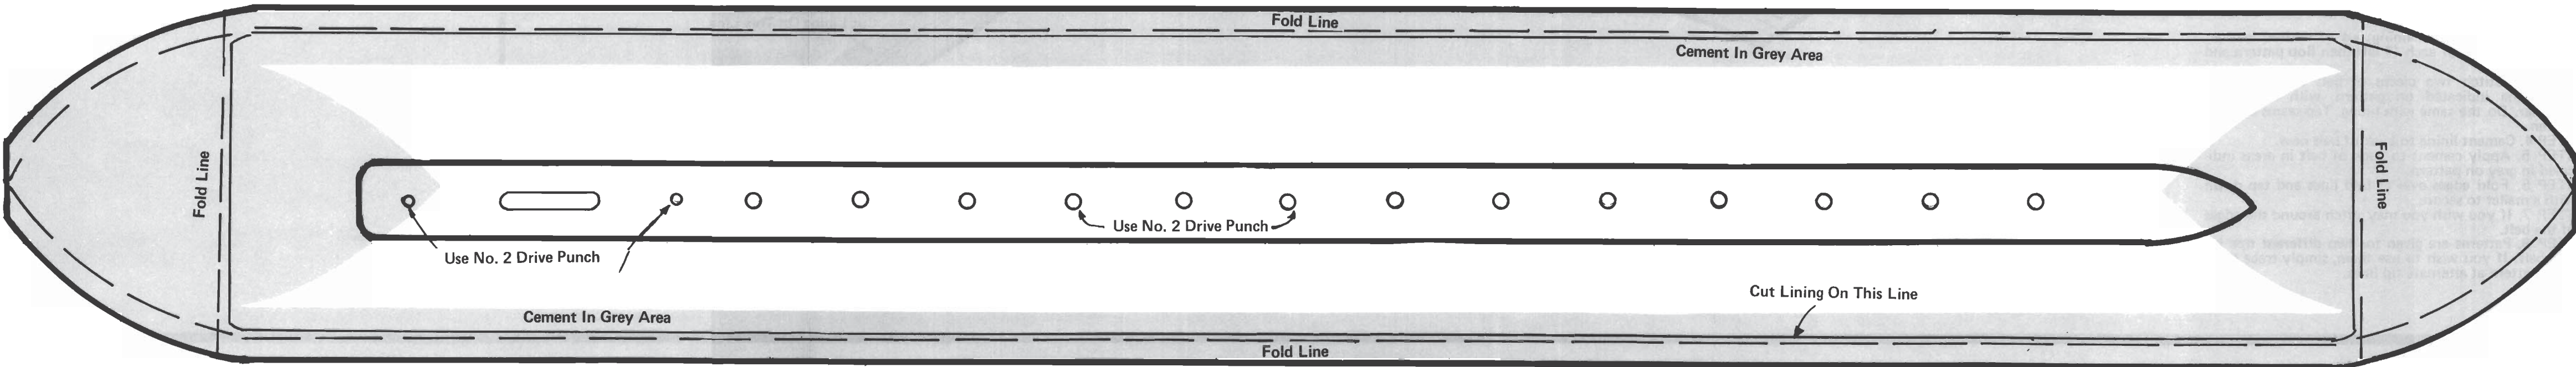 Fold Line
Cement In Grey Area
Fold Line
Fold Line
Use No. 2 Drive Punch
Use No. 2 Drive Punch
Cut Lining On This Line
Cement In Grey Area
Fold Line